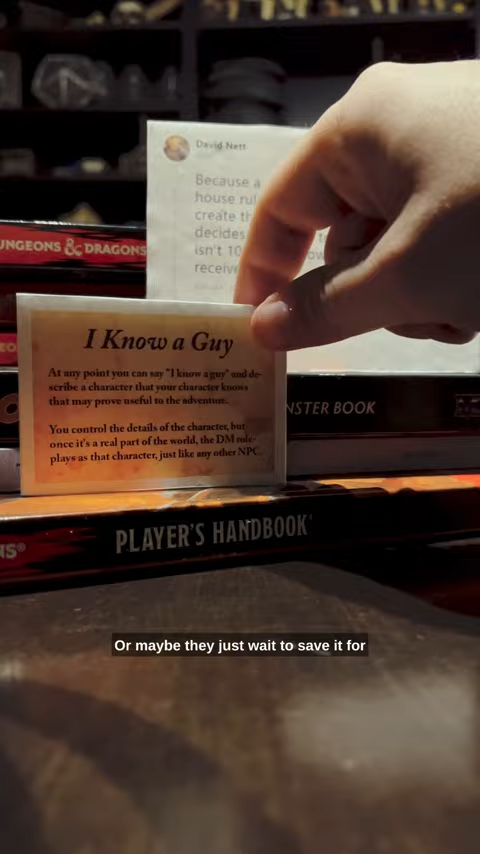 David Nett
Because a
house rul
create th
decides
isn't 10
receive
UNGEONS & DRAGONS
I Know a Guy
At any point you can say "I know a guy" and de-
scribe a character that your character knows
that may prove useful to the adventure.
You control the details of the character, but
once it's a real part of the world, the DM role-
plays as that character, just like any other NPC.
NSTER BOOK
PLAYER'S HANDBOOK
NS®
Or maybe they just wait to save it for